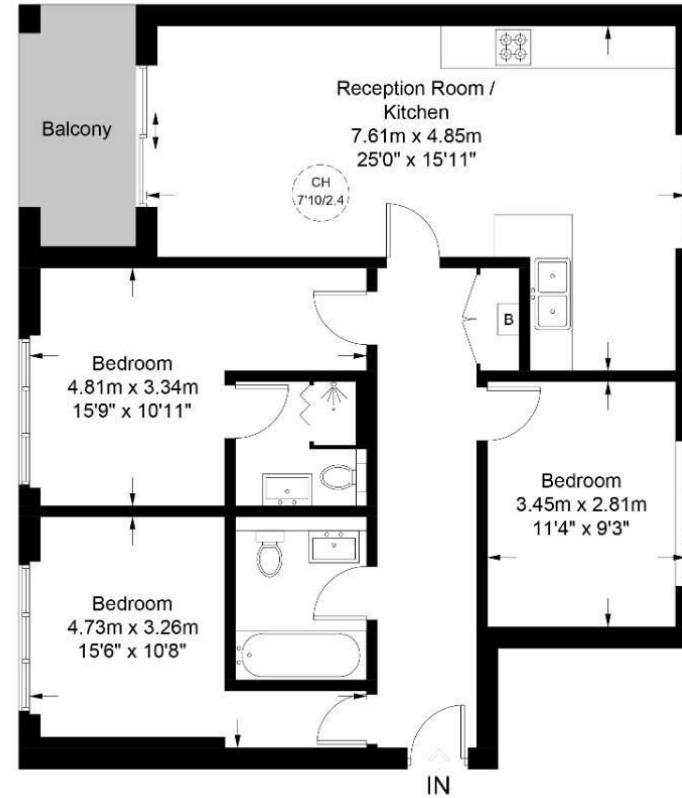 Balcony
Reception Room /
Kitchen
7.61m x 4.85m
25'0" x 15'11"
CH
7'10/2.4
B
Bedroom
4.81m x 3.34m
15'9" x 10'11"
Bedroom
3.45m x 2.81m
11'4" x 9'3"
Bedroom
4.73m x 3.26m
15'6" x 10'8"
IN